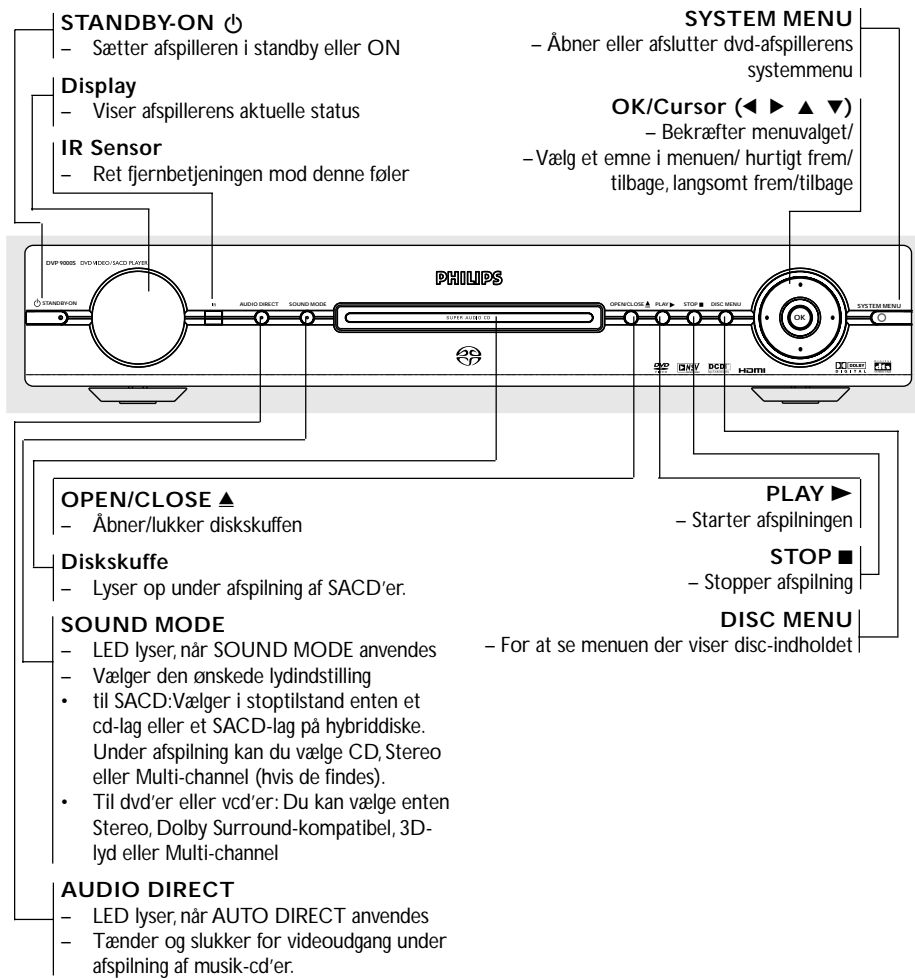 STANDBY-ON ⏻
– Sætter afspilleren i standby eller ON
Display
– Viser afspillerens aktuelle status
IR Sensor
– Ret fjernbetjeningen mod denne føler
SYSTEM MENU
– Åbner eller afslutter dvd-afspillerens
systemmenu
OK/Cursor (◀ ▶ ▲ ▼)
– Bekræfter menuvalget/
– Vælg et emne i menuen/ hurtigt frem/
tilbage, langsomt frem/tilbage
DVP 9000S DVD VIDEO/SACD PLAYER
PHILIPS
⏻ STANDBY-ON
AUDIO DIRECT
SOUND MODE
SUPER AUDIO CD
OPEN/CLOSE ⏏
PLAY ▶
STOP ■
DISC MENU
OK
SYSTEM MENU
DVD
DCDi
HDMI
DOLBY
DIGITAL
OPEN/CLOSE ⏏
– Åbner/lukker diskskuffen
Diskskuffe
– Lyser op under afspilning af SACD’er.
SOUND MODE
– LED lyser, når SOUND MODE anvendes
– Vælger den ønskede lydindstilling
• til SACD:Vælger i stoptilstand enten et
cd-lag eller et SACD-lag på hybriddiske.
Under afspilning kan du vælge CD, Stereo
eller Multi-channel (hvis de findes).
• Til dvd’er eller vcd’er: Du kan vælge enten
Stereo, Dolby Surround-kompatibel, 3D-
lyd eller Multi-channel
AUDIO DIRECT
– LED lyser, når AUTO DIRECT anvendes
– Tænder og slukker for videoudgang under
afspilning af musik-cd’er.
PLAY ▶
– Starter afspilningen
STOP ■
– Stopper afspilning
DISC MENU
– For at se menuen der viser disc-indholdet